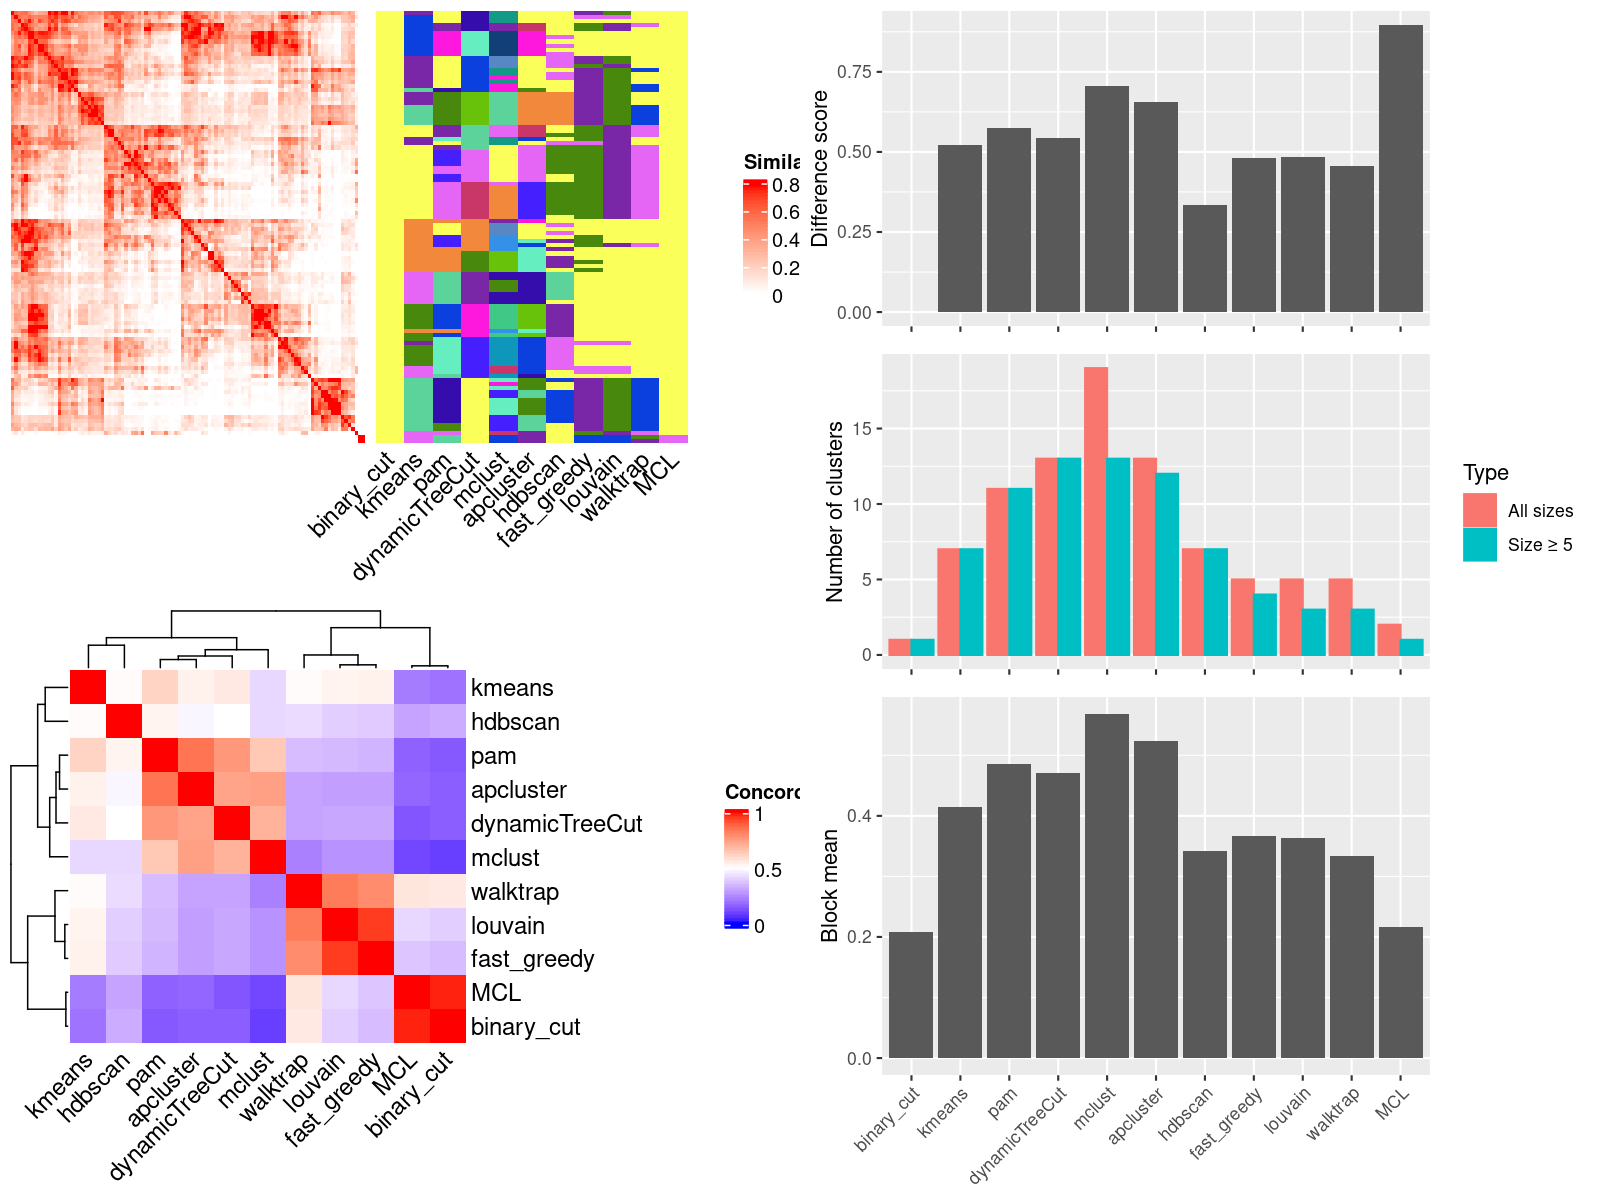 Simila
0.8
0.6
0.4
0.2
0
binary_cut
kmeans
pam
dynamicTreeCut
mclust
apcluster
hdbscan
fast_greedy
louvain
walktrap
MCL
Difference score
0.75
0.50
0.25
0.00
Number of clusters
15
10
5
0
Type
All sizes
Size ≥ 5
kmeans
hdbscan
pam
apcluster
dynamicTreeCut
mclust
walktrap
louvain
fast_greedy
MCL
binary_cut
kmeans
hdbscan
pam
apcluster
dynamicTreeCut
mclust
walktrap
louvain
fast_greedy
MCL
binary_cut
Concord
1
0.5
0
Block mean
0.4
0.2
0.0
binary_cut
kmeans
pam
dynamicTreeCut
mclust
apcluster
hdbscan
fast_greedy
louvain
walktrap
MCL